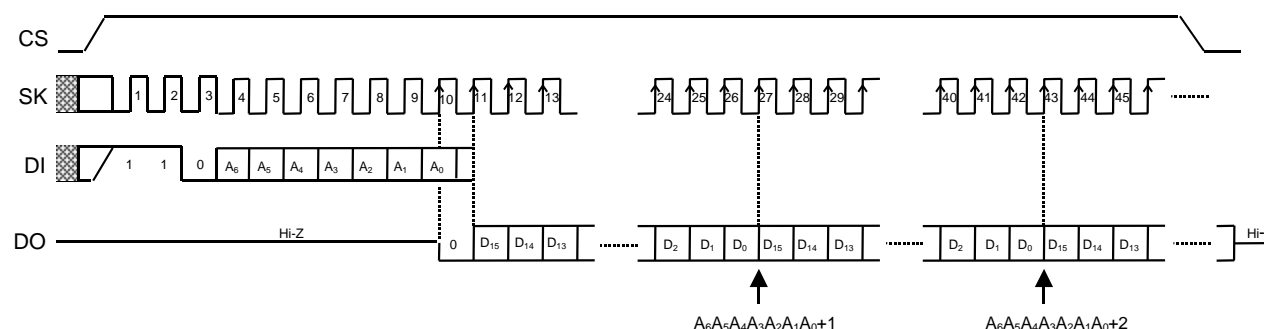 CS
SK 1 2 3 4 5 6 7 8 9 10 11 12 13 24 25 26 27 28 29 40 41 42 43 44 45
DI 1 1 0 A₆ A₅ A₄ A₃ A₂ A₁ A₀
DO Hi-Z 0 D₁₅ D₁₄ D₁₃ D₂ D₁ D₀ D₁₅ D₁₄ D₁₃ D₂ D₁ D₀ D₁₅ D₁₄ D₁₃ Hi-
A₆A₅A₄A₃A₂A₁A₀+1 A₆A₅A₄A₃A₂A₁A₀+2